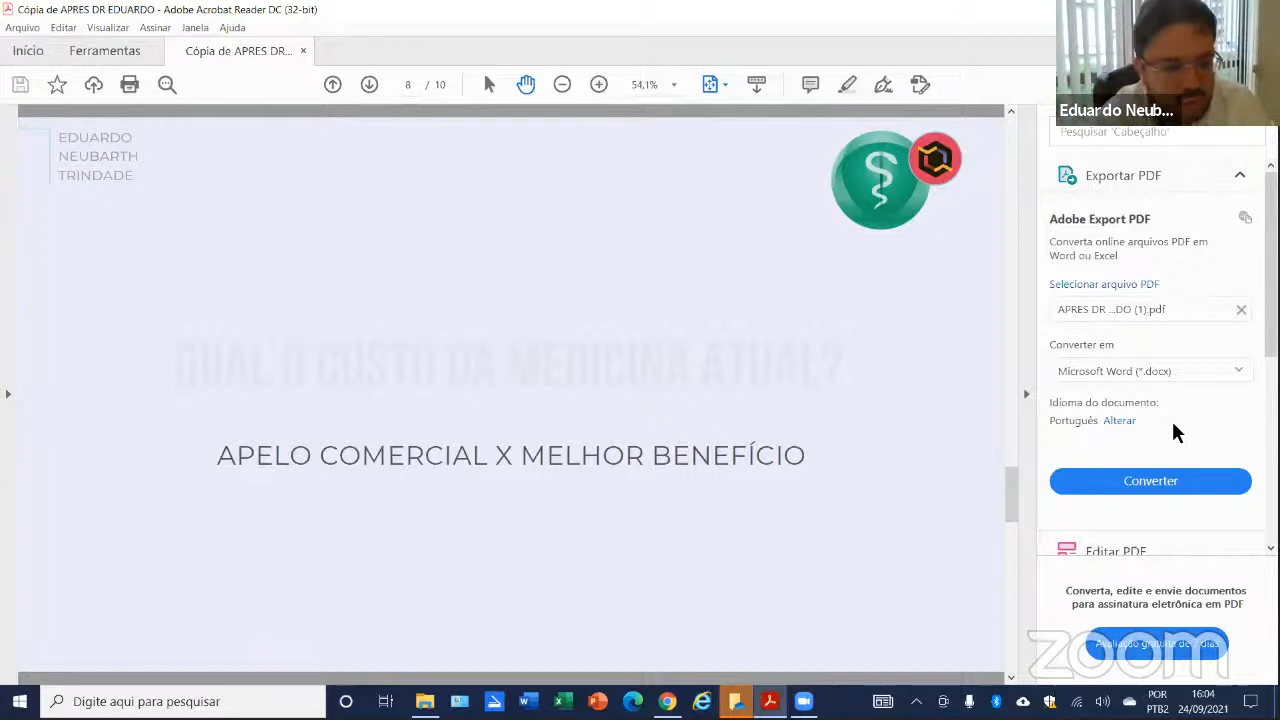 Cópia de APRES DR EDUARDO - Adobe Acrobat Reader DC (32-bit)
Arquivo Editar Visualizar Assinar Janela Ajuda
Início Ferramentas Cópia de APRES DR... ×
8 / 10 54,1%
Eduardo Neub...
Pesquisar 'Cabeçalho'
EDUARDO
NEUBARTH
TRINDADE
Exportar PDF
Adobe Export PDF
Converta online arquivos PDF em
Word ou Excel
Selecionar arquivo PDF
APRES DR ...DO (1).pdf
Converter em
Microsoft Word (*.docx)
Idioma do documento:
Português Alterar
QUAL O
MEDICINA ATUAL?
APELO COMERCIAL X MELHOR BENEFÍCIO
Converter
Editar PDF
Converta, edite e envie documentos
para assinatura eletrônica em PDF
Avaliação gratuita de 7 dias
zoom
Digite aqui para pesquisar
POR
PTB2
16:04
24/09/2021